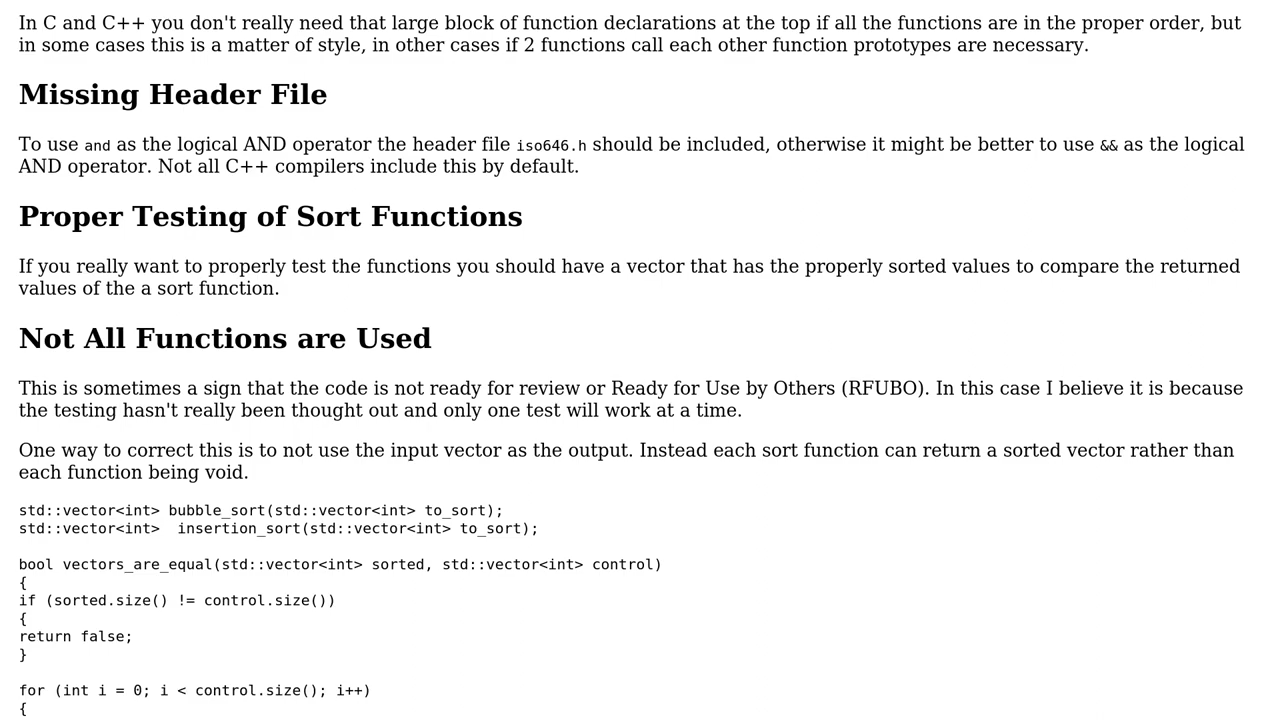 In C and C++ you don't really need that large block of function declarations at the top if all the functions are in the proper order, but
in some cases this is a matter of style, in other cases if 2 functions call each other function prototypes are necessary.
Missing Header File
To use and as the logical AND operator the header file iso646.h should be included, otherwise it might be better to use && as the logical
AND operator. Not all C++ compilers include this by default.
Proper Testing of Sort Functions
If you really want to properly test the functions you should have a vector that has the properly sorted values to compare the returned
values of the a sort function.
Not All Functions are Used
This is sometimes a sign that the code is not ready for review or Ready for Use by Others (RFUBO). In this case I believe it is because
the testing hasn't really been thought out and only one test will work at a time.
One way to correct this is to not use the input vector as the output. Instead each sort function can return a sorted vector rather than
each function being void.
std::vector<int> bubble_sort(std::vector<int> to_sort);
std::vector<int>  insertion_sort(std::vector<int> to_sort);
bool vectors_are_equal(std::vector<int> sorted, std::vector<int> control)
{
if (sorted.size() != control.size())
{
return false;
}
for (int i = 0; i < control.size(); i++)
{